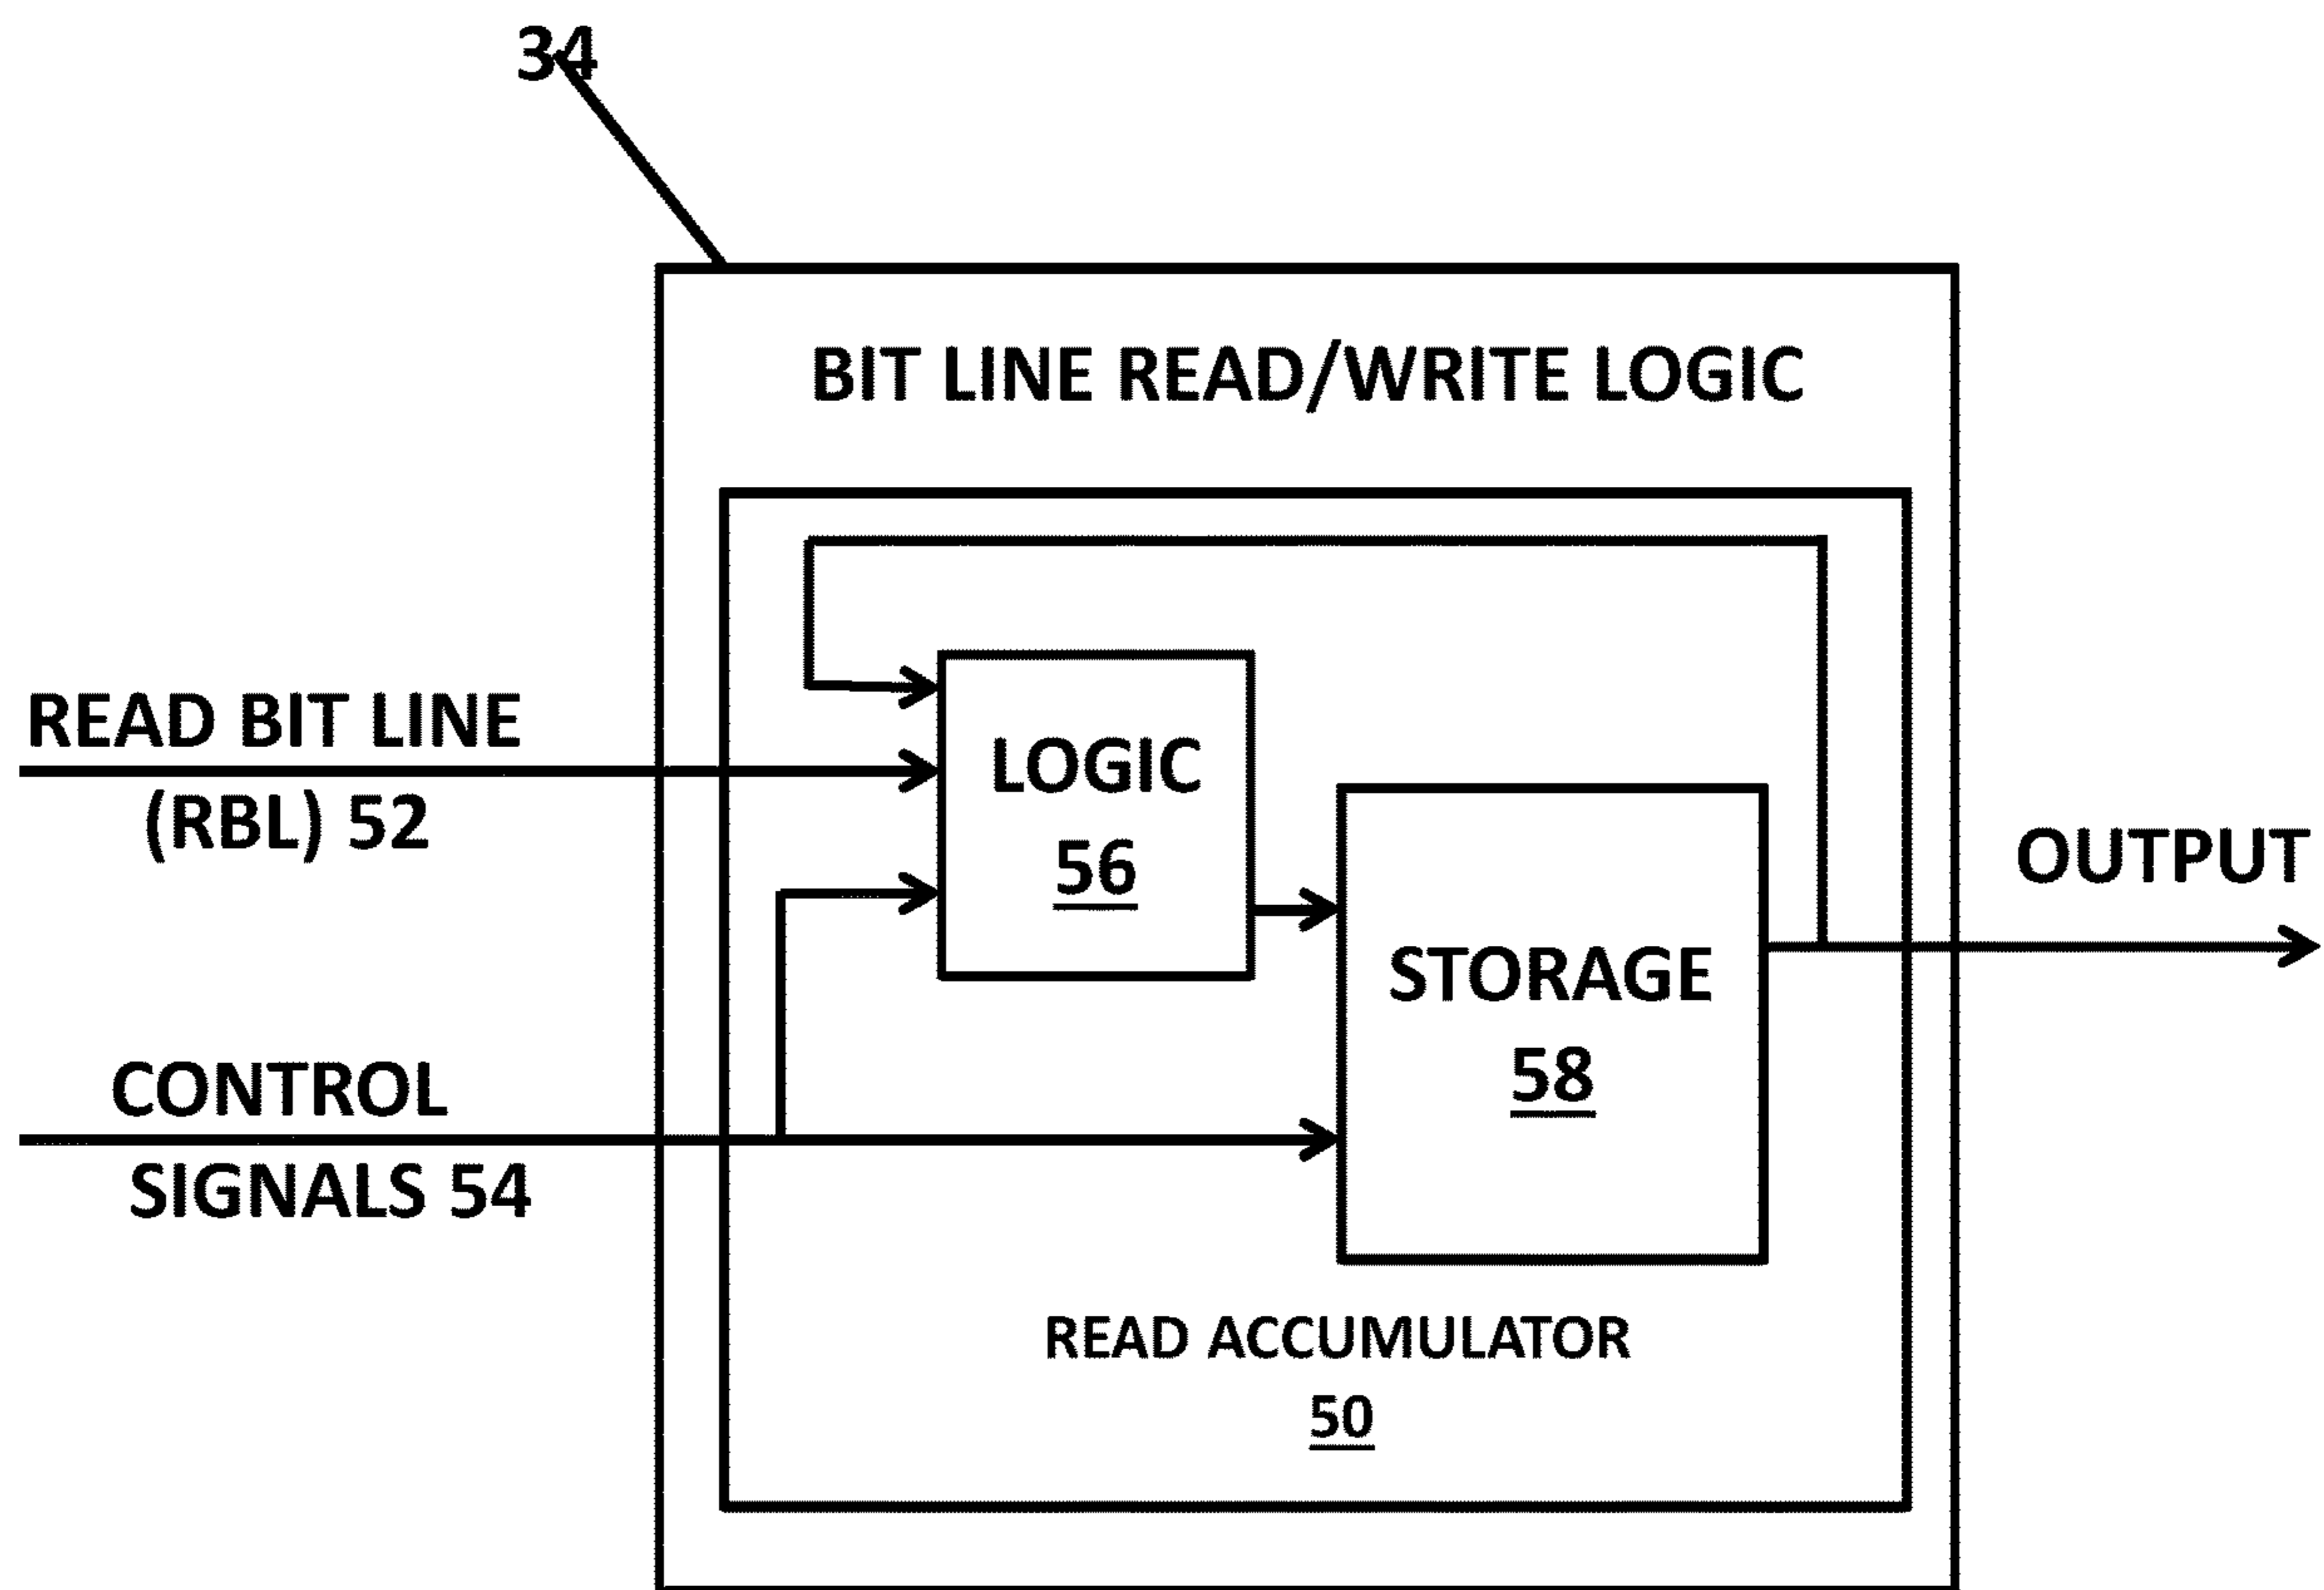 34
BIT LINE READ/WRITE LOGIC
READ BIT LINE
(RBL) 52
LOGIC
56
OUTPUT
STORAGE
58
CONTROL
SIGNALS 54
READ ACCUMULATOR
50